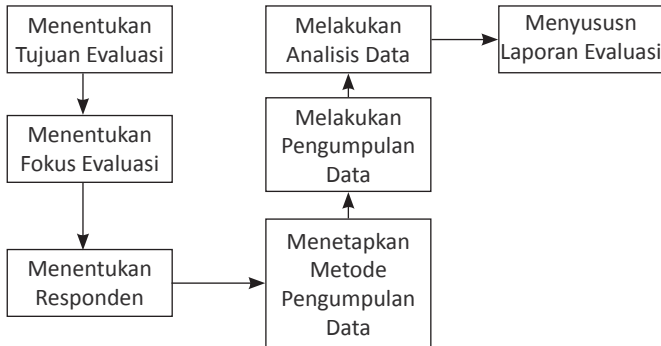 Menentukan
Tujuan Evaluasi
Menentukan
Fokus Evaluasi
Menentukan
Responden
Menetapkan
Metode
Pengumpulan
Data
Melakukan
Pengumpulan
Data
Melakukan
Analisis Data
Menyususn
Laporan Evaluasi